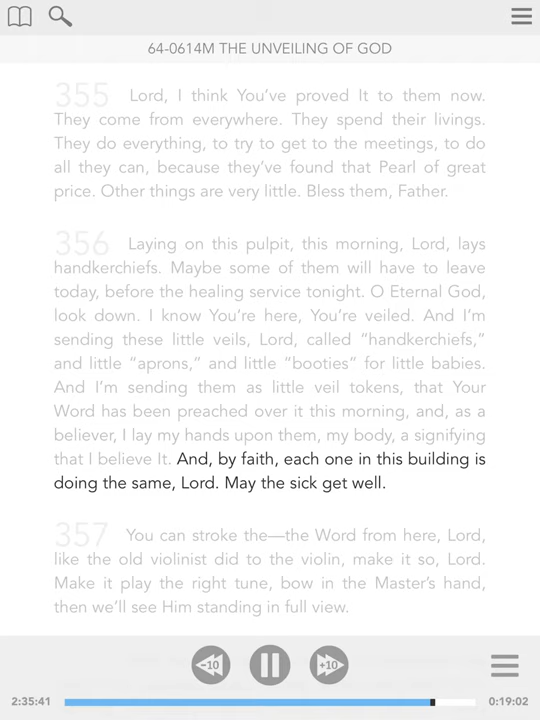 64-0614M THE UNVEILING OF GOD
355 Lord, I think You’ve proved It to them now.
They come from everywhere. They spend their livings.
They do everything, to try to get to the meetings, to do
all they can, because they’ve found that Pearl of great
price. Other things are very little. Bless them, Father.
356 Laying on this pulpit, this morning, Lord, lays
handkerchiefs. Maybe some of them will have to leave
today, before the healing service tonight. O Eternal God,
look down. I know You’re here, You’re veiled. And I’m
sending these little veils, Lord, called “handkerchiefs,”
and little “aprons,” and little “booties” for little babies.
And I’m sending them as little veil tokens, that Your
Word has been preached over it this morning, and, as a
believer, I lay my hands upon them, my body, a signifying
that I believe It. And, by faith, each one in this building is
doing the same, Lord. May the sick get well.
357 You can stroke the—the Word from here, Lord,
like the old violinist did to the violin, make it so, Lord.
Make it play the right tune, bow in the Master’s hand,
then we’ll see Him standing in full view.
-10 +10
2:35:41 0:19:02